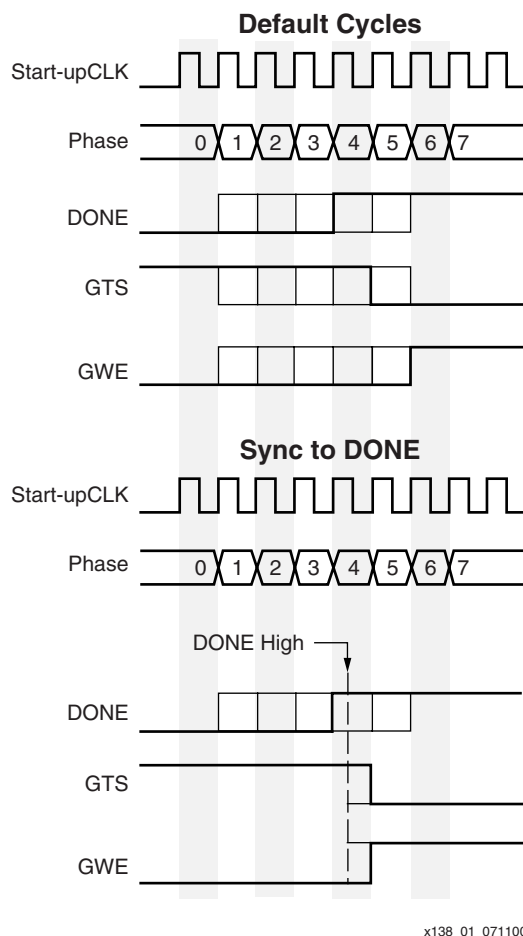 Default Cycles
Start-upCLK
Phase 0 1 2 3 4 5 6 7
DONE
GTS
GWE
Sync to DONE
Start-upCLK
Phase 0 1 2 3 4 5 6 7
DONE High
DONE
GTS
GWE
x138_01_071100